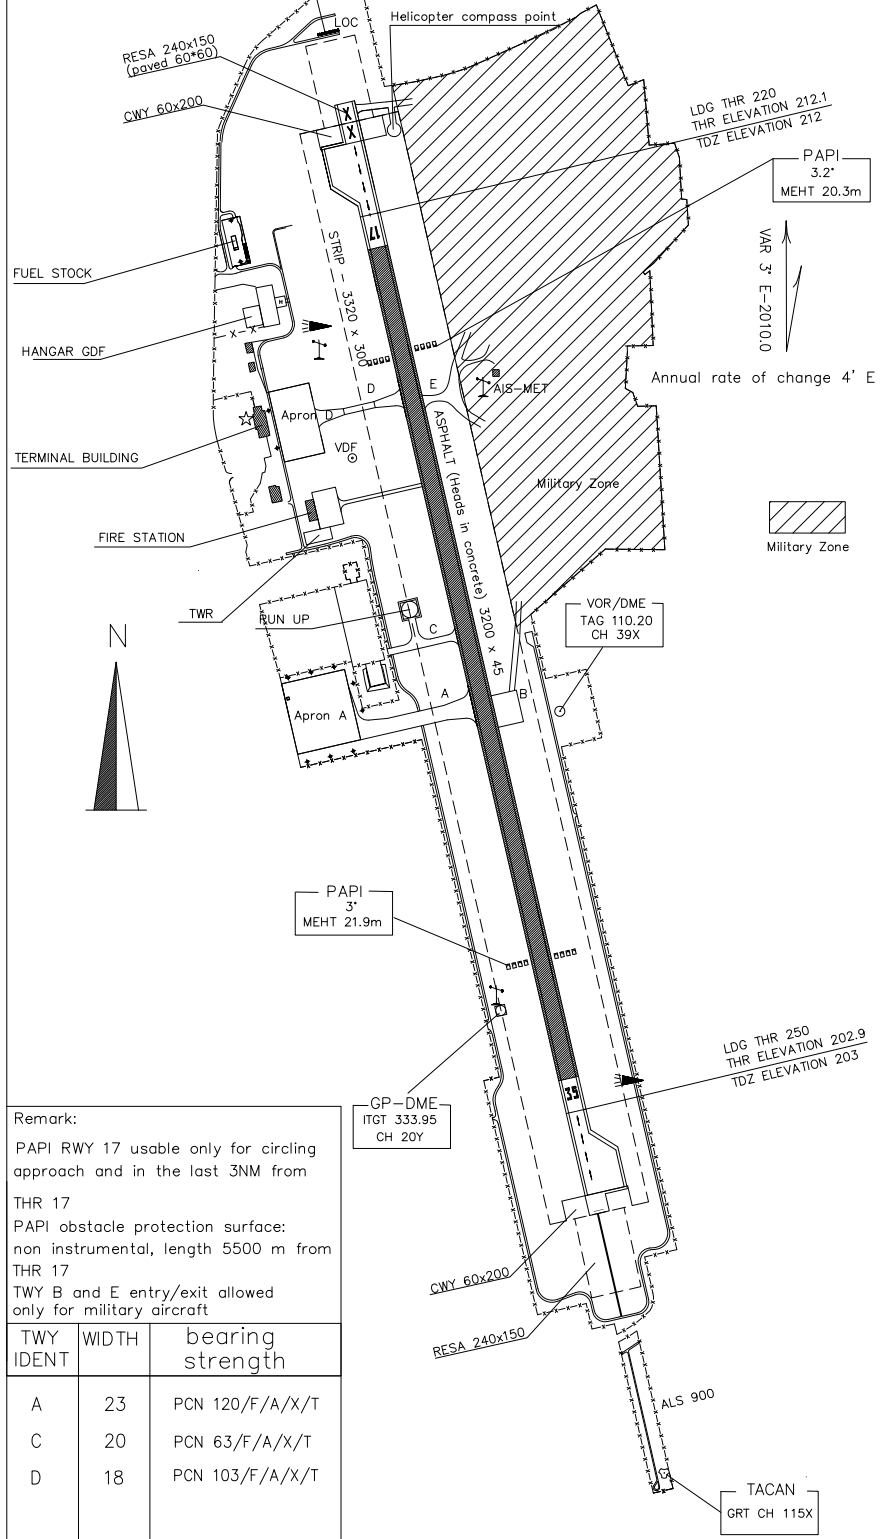 LOC
Helicopter compass point
RESA 240x150
(paved 60*60)
CWY 60x200
LDG THR 220
THR ELEVATION 212.1
TDZ ELEVATION 212
PAPI
3.2°
MEHT 20.3m
X
X
17
STRIP - 3320 x 300
FUEL STOCK
H
VAR 3° E-2010.0
HANGAR GDF
Annual rate of change 4' E
D
E
AIS-MET
Apron D
ASPHALT (Heads in concrete) 3200 x 45
TERMINAL BUILDING
VDF
Military Zone
FIRE STATION
Military Zone
TWR
RUN UP
C
VOR/DME
TAG 110.20
CH 39X
N
A
B
Apron A
PAPI
3°
MEHT 21.9m
LDG THR 250
THR ELEVATION 202.9
TDZ ELEVATION 203
35
GP-DME
ITGT 333.95
CH 20Y
Remark:
PAPI RWY 17 usable only for circling
approach and in the last 3NM from
THR 17
PAPI obstacle protection surface:
non instrumental, length 5500 m from
THR 17
TWY B and E entry/exit allowed
only for military aircraft
CWY 60x200
RESA 240x150
TWY IDENT WIDTH bearing strength
A 23 PCN 120/F/A/X/T
C 20 PCN 63/F/A/X/T
D 18 PCN 103/F/A/X/T
ALS 900
TACAN
GRT CH 115X